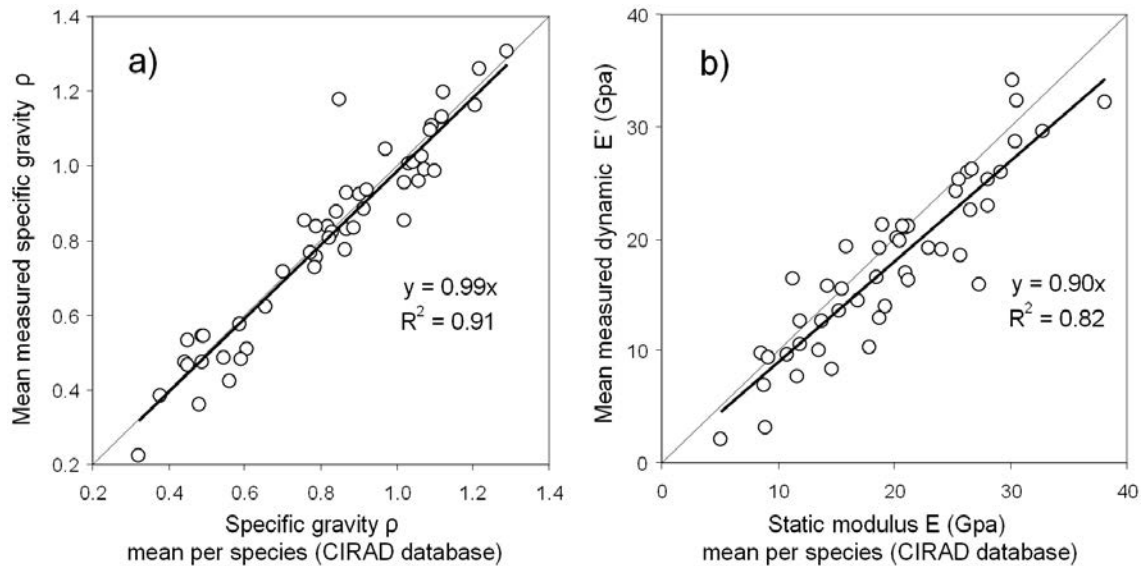 a)
Mean measured specific gravity ρ
1.4
1.2
1.0
0.8
0.6
0.4
0.2
y = 0.99x
R² = 0.91
0.2 0.4 0.6 0.8 1.0 1.2 1.4
Specific gravity ρ
mean per species (CIRAD database)
b)
Mean measured dynamic E' (Gpa)
40
30
20
10
0
y = 0.90x
R² = 0.82
0 10 20 30 40
Static modulus E (Gpa)
mean per species (CIRAD database)